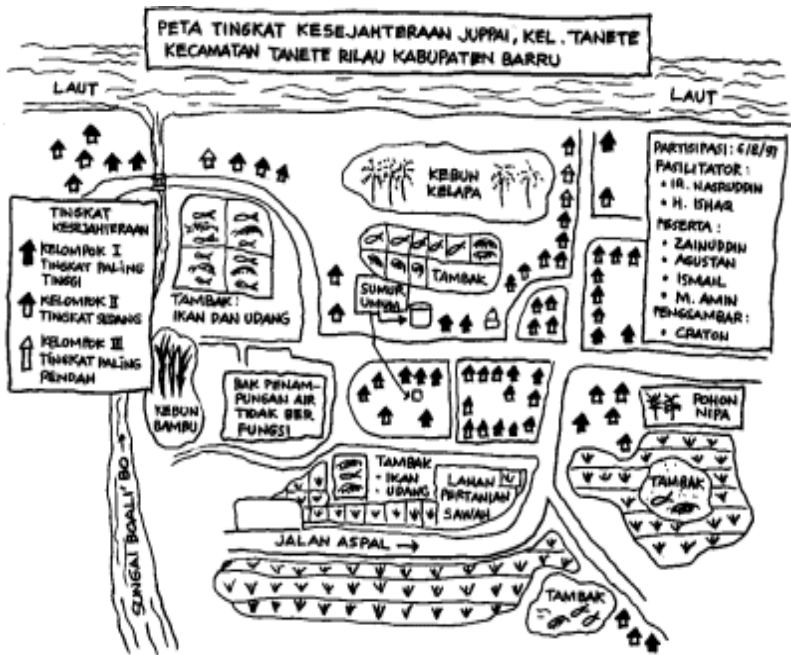 PETA TINGKAT KESEJAHTERAAN JUPPAI, KEL. TANETE
KECAMATAN TANETE RILAU KABUPATEN BARRU
LAUT
LAUT
PARTISIPASI: 6/8/97
FASILITATOR:
• IR. NASRUDDIN
• H. ISHAQ
PESERTA:
• ZAINUDDIN
• AGUSTAN
• ISMAIL
• M. AMIN
PENGGAMBAR:
• CRATON
KEBUN
KELAPA
TINGKAT
KESEJAHTERAAN
KELOMPOK I
TINGKAT PALING
TINGGI
KELOMPOK II
TINGKAT SEDANG
KELOMPOK III
TINGKAT PALING
RENDAH
TAMBAK
SUMUR
UMUM
TAMBAK:
IKAN DAN UDANG
KEBUN
BAMBU
BAK PENAM-
PUNGAN AIR
TIDAK BER
FUNGSI
POHON
NIPA
TAMBAK
- IKAN
- UDANG
LAHAN
PERTANIAN
SAWAH
TAMBAK
JALAN ASPAL →
SUNGAI BOALI' BO →
TAMBAK